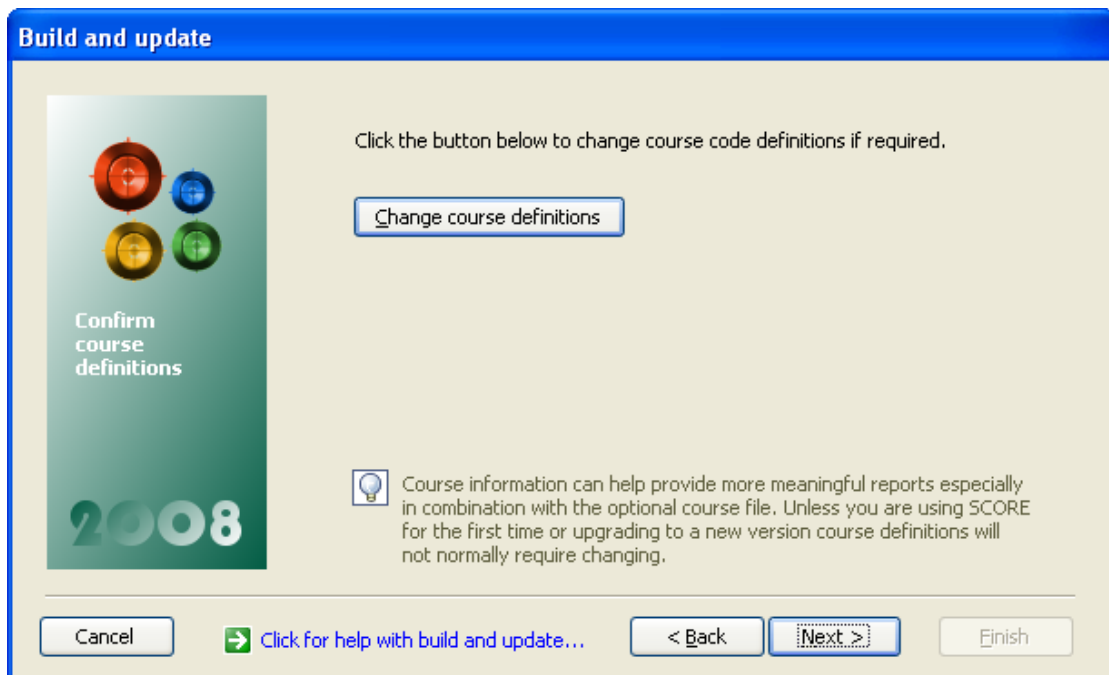 Build and update
Click the button below to change course code definitions if required.
Change course definitions
Confirm
course
definitions
2008
Course information can help provide more meaningful reports especially
in combination with the optional course file. Unless you are using SCORE
for the first time or upgrading to a new version course definitions will
not normally require changing.
Cancel
Click for help with build and update...
< Back
Next >
Finish